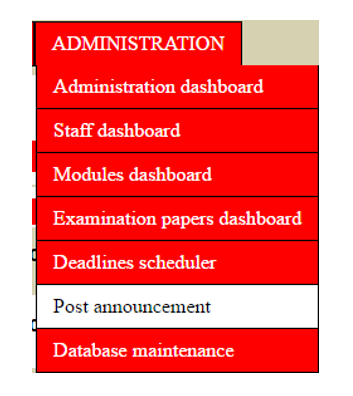 ADMINISTRATION
Administration dashboard
Staff dashboard
Modules dashboard
Examination papers dashboard
Deadlines scheduler
Post announcement
Database maintenance